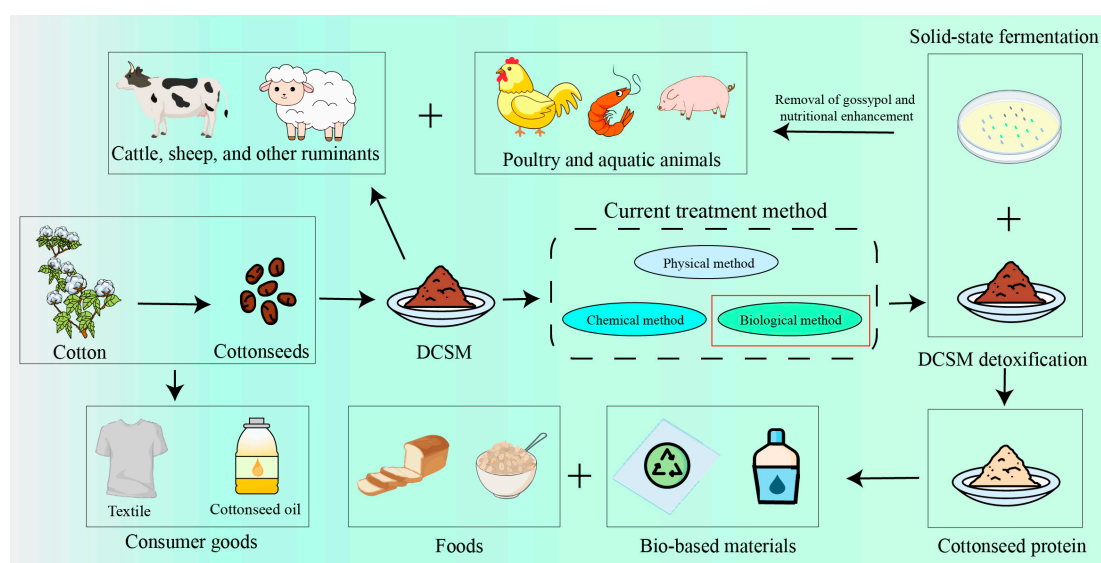 Solid-state fermentation
Removal of gossypol and
nutritional enhancement
Cattle, sheep, and other ruminants
Poultry and aquatic animals
Current treatment method
Physical method
Chemical method
Biological method
Cotton
Cottonseeds
DCSM
DCSM detoxification
Textile
Cottonseed oil
Consumer goods
Foods
Bio-based materials
Cottonseed protein